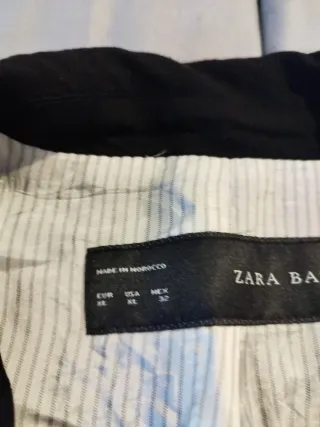 MADE IN MOROCCO
ZARA BA
EUR USA MEX
XL XL 32